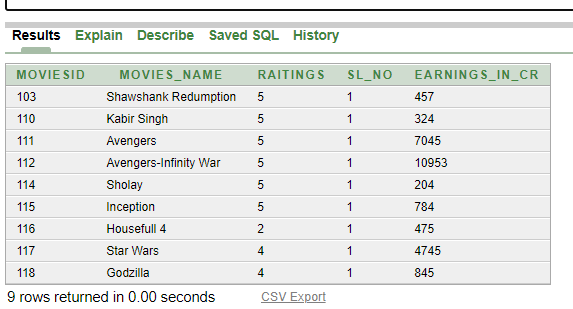 Results Explain Describe Saved SQL History
MOVIESID MOVIES_NAME RAITINGS SL_NO EARNINGS_IN_CR
103 Shawshank Redumption 5 1 457
110 Kabir Singh 5 1 324
111 Avengers 5 1 7045
112 Avengers-Infinity War 5 1 10953
114 Sholay 5 1 204
115 Inception 5 1 784
116 Housefull 4 2 1 475
117 Star Wars 4 1 4745
118 Godzilla 4 1 845
9 rows returned in 0.00 seconds CSV Export